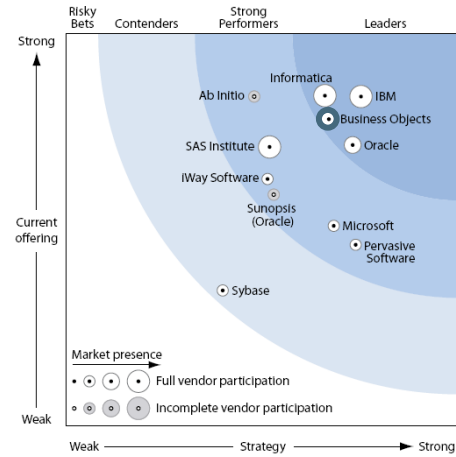 Risky
Bets
Contenders
Strong
Performers
Leaders
Strong
Informatica
Ab Initio
IBM
Business Objects
SAS Institute
Oracle
iWay Software
Sunopsis
(Oracle)
Current
offering
Microsoft
Pervasive
Software
Sybase
Market presence
Full vendor participation
Incomplete vendor participation
Weak
Weak
Strategy
Strong